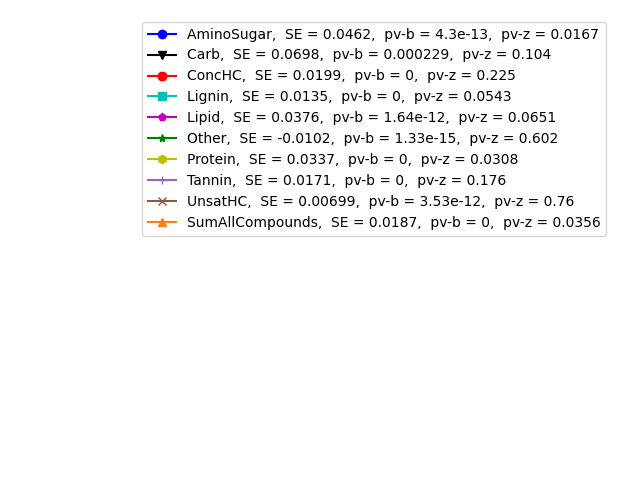 AminoSugar,  SE = 0.0462,  pv-b = 4.3e-13,  pv-z = 0.0167
Carb,  SE = 0.0698,  pv-b = 0.000229,  pv-z = 0.104
ConcHC,  SE = 0.0199,  pv-b = 0,  pv-z = 0.225
Lignin,  SE = 0.0135,  pv-b = 0,  pv-z = 0.0543
Lipid,  SE = 0.0376,  pv-b = 1.64e-12,  pv-z = 0.0651
Other,  SE = -0.0102,  pv-b = 1.33e-15,  pv-z = 0.602
Protein,  SE = 0.0337,  pv-b = 0,  pv-z = 0.0308
Tannin,  SE = 0.0171,  pv-b = 0,  pv-z = 0.176
UnsatHC,  SE = 0.00699,  pv-b = 3.53e-12,  pv-z = 0.76
SumAllCompounds,  SE = 0.0187,  pv-b = 0,  pv-z = 0.0356